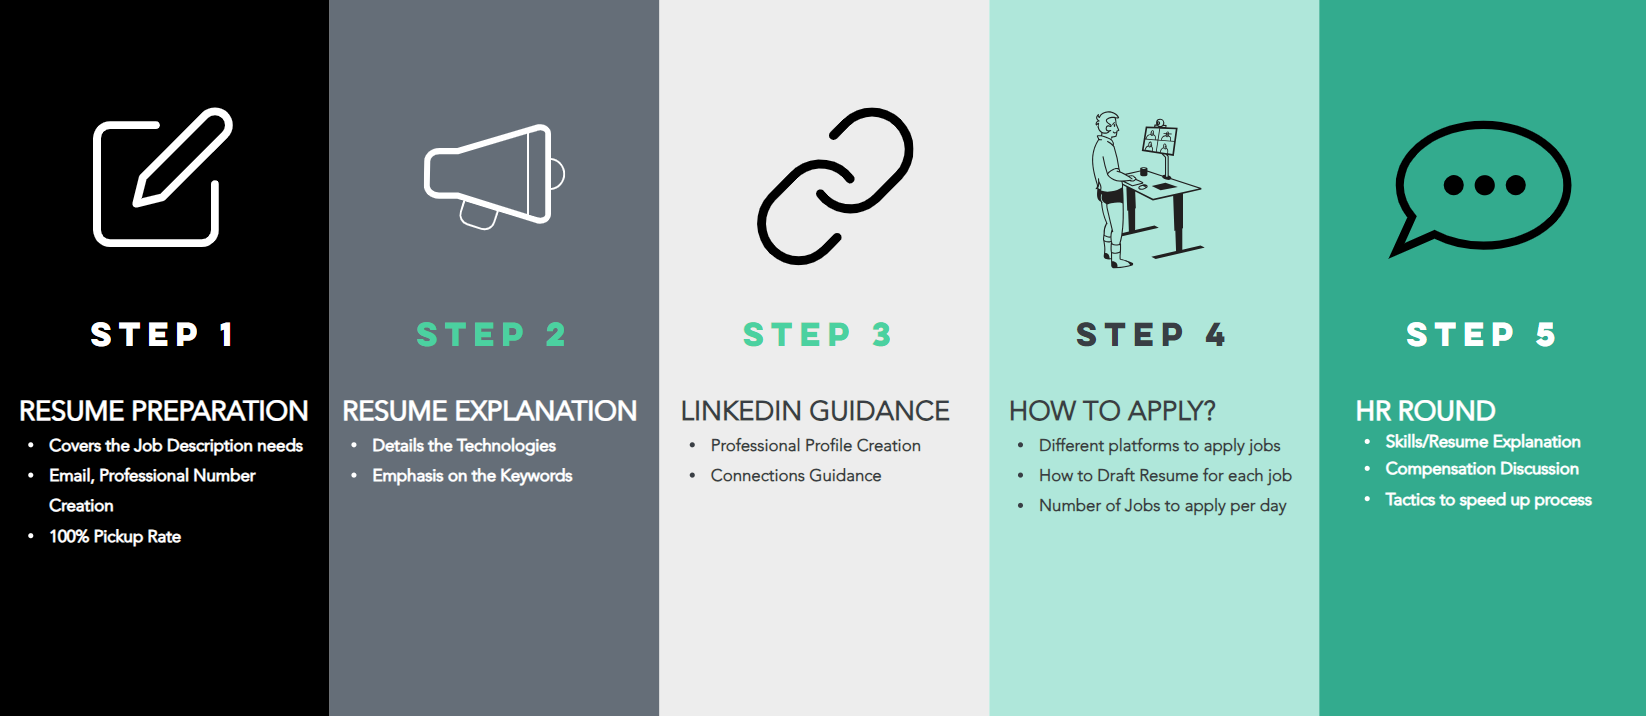 STEP 1
RESUME PREPARATION
• Covers the Job Description needs
• Email, Professional Number
Creation
• 100% Pickup Rate
STEP 2
RESUME EXPLANATION
• Details the Technologies
• Emphasis on the Keywords
STEP 3
LINKEDIN GUIDANCE
• Professional Profile Creation
• Connections Guidance
STEP 4
HOW TO APPLY?
• Different platforms to apply jobs
• How to Draft Resume for each job
• Number of Jobs to apply per day
STEP 5
HR ROUND
• Skills/Resume Explanation
• Compensation Discussion
• Tactics to speed up process